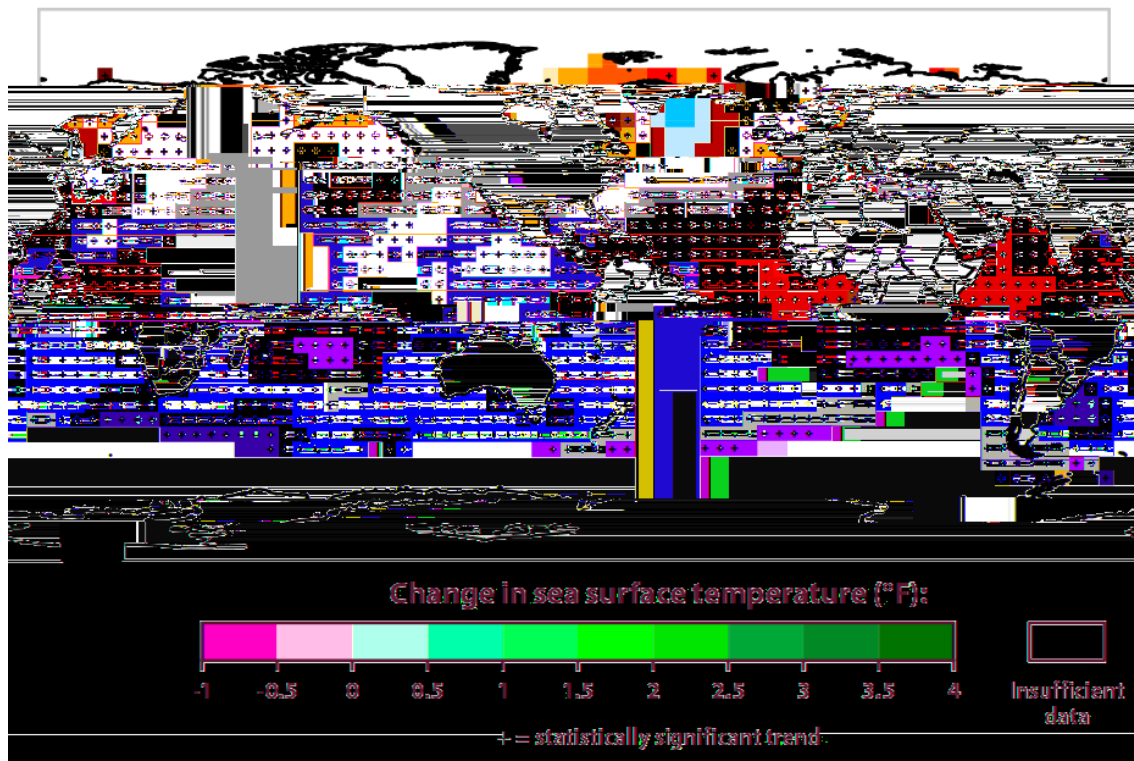 Change in sea surface temperature (°F):
-1 -0.5 0 0.5 1 1.5 2 2.5 3 3.5 4
Insufficient
data
+ = statistically significant trend